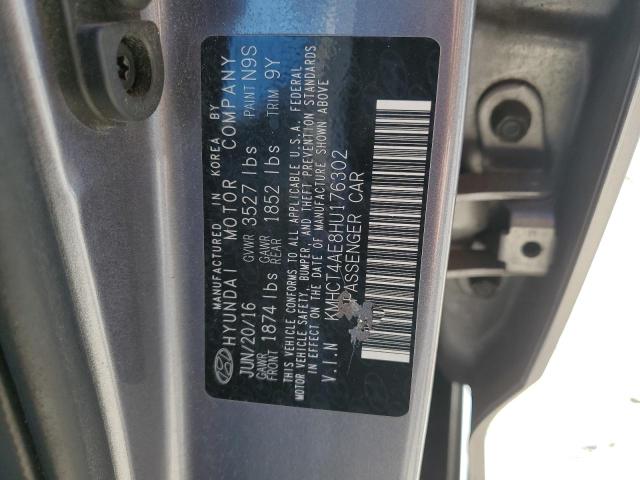 MANUFACTURED IN KOREA BY
HYUNDAI MOTOR COMPANY
JUN/20/16 GVWR 3527 lbs PAINT N9S
GAWR FRONT 1874 lbs GAWR REAR 1852 lbs TRIM 9Y
THIS VEHICLE CONFORMS TO ALL APPLICABLE U.S.A. FEDERAL
MOTOR VEHICLE SAFETY, BUMPER, AND THEFT PREVENTION STANDARDS
IN EFFECT ON THE DATE OF MANUFACTURE SHOWN ABOVE
V.I.N KMHCT4AE8HU176302
PASSENGER CAR